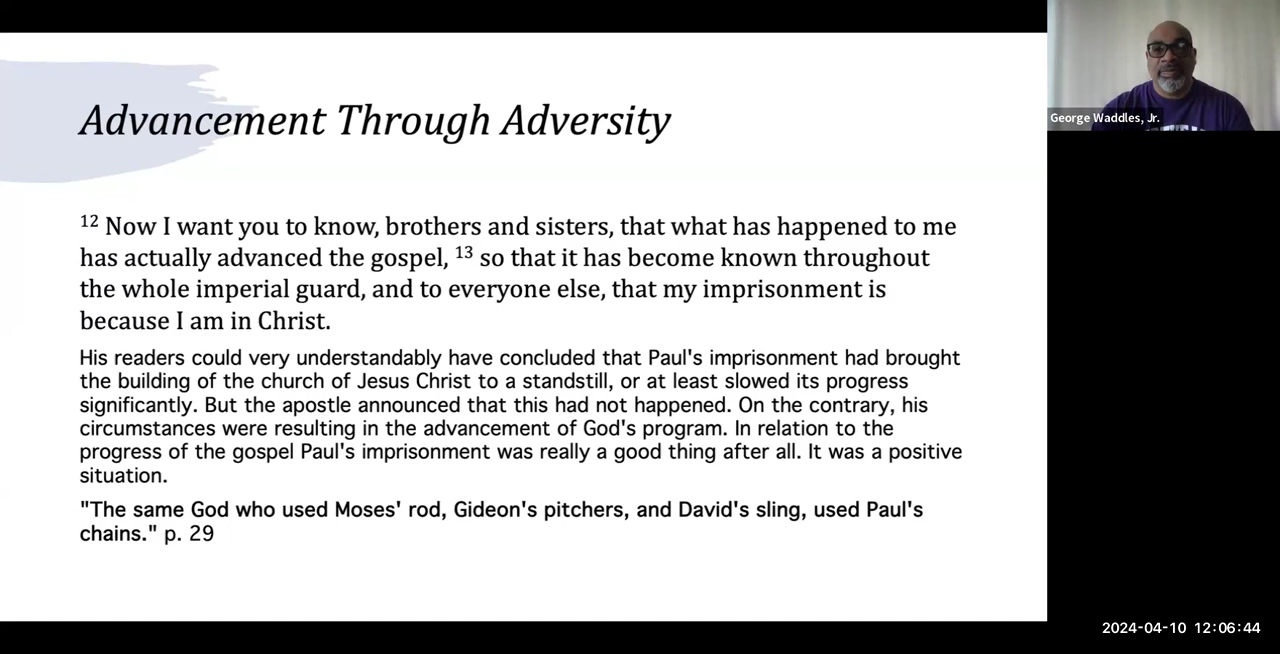 Advancement Through Adversity
12 Now I want you to know, brothers and sisters, that what has happened to me
has actually advanced the gospel, 13 so that it has become known throughout
the whole imperial guard, and to everyone else, that my imprisonment is
because I am in Christ.
His readers could very understandably have concluded that Paul's imprisonment had brought
the building of the church of Jesus Christ to a standstill, or at least slowed its progress
significantly. But the apostle announced that this had not happened. On the contrary, his
circumstances were resulting in the advancement of God's program. In relation to the
progress of the gospel Paul's imprisonment was really a good thing after all. It was a positive
situation.
"The same God who used Moses' rod, Gideon's pitchers, and David's sling, used Paul's
chains." p. 29
George Waddles, Jr.
2024-04-10 12:06:44